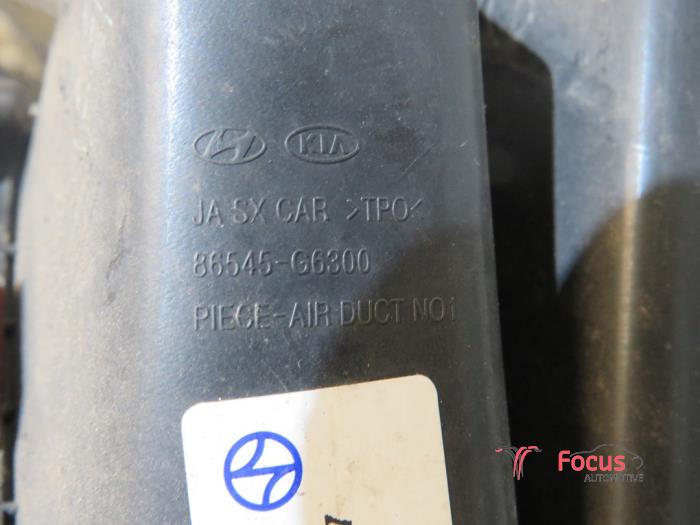 KIA
JA SX CAR >TPO<
86545-G6300
PIECE-AIR DUCT NO1
Focus
AUTOMOTIVE